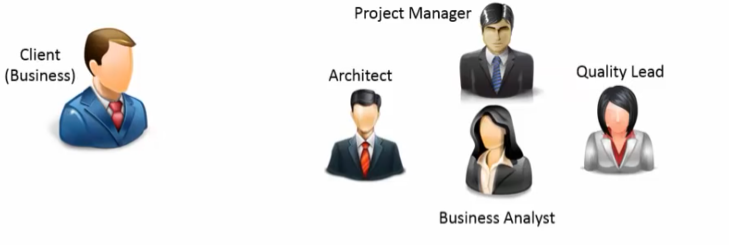 Project Manager
Client
(Business)
Architect
Quality Lead
Business Analyst